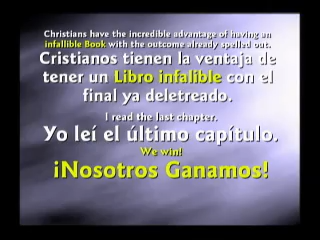 Christians have the incredible advantage of having an
infallible Book with the outcome already spelled out.
Cristianos tienen la ventaja de
tener un Libro infalible con el
final ya deletreado.
I read the last chapter.
Yo leí el último capítulo.
We win!
¡Nosotros Ganamos!